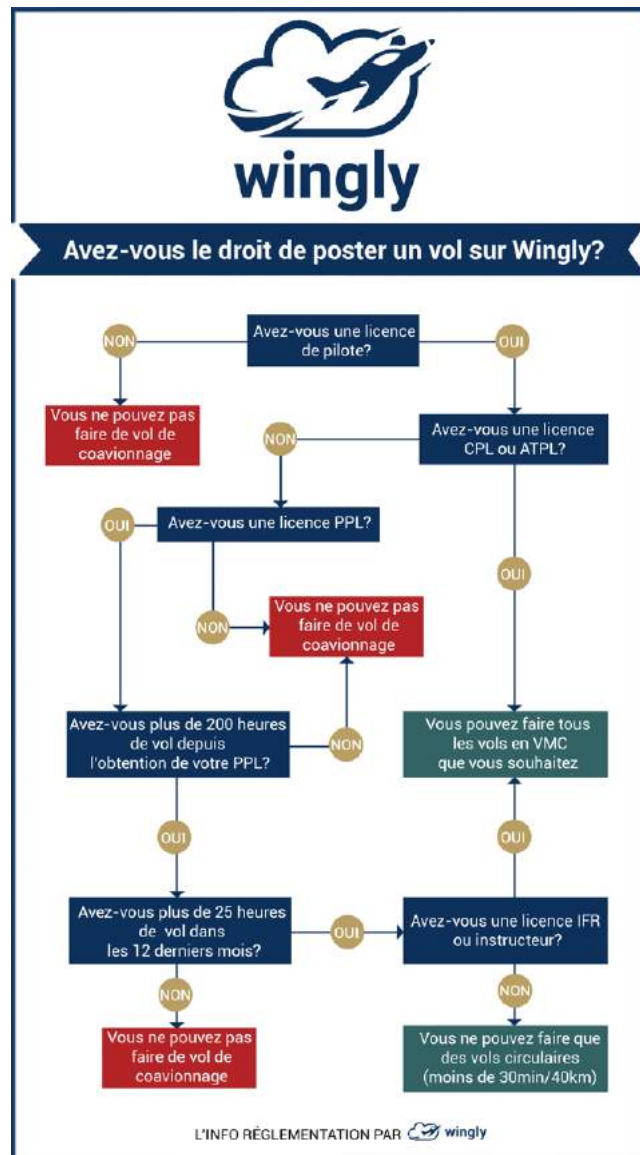 wingly
Avez-vous le droit de poster un vol sur Wingly?
Avez-vous une licence
de pilote?
NON
OUI
Vous ne pouvez pas
faire de vol de
coavionnage
Avez-vous une licence
CPL ou ATPL?
NON
OUI
Avez-vous une licence PPL?
OUI
NON
Vous ne pouvez pas
faire de vol de
coavionnage
Avez-vous plus de 200 heures
de vol depuis
l'obtention de votre PPL?
NON
Vous pouvez faire tous
les vols en VMC
que vous souhaitez
OUI
OUI
Avez-vous plus de 25 heures
de vol dans
les 12 derniers mois?
OUI
Avez-vous une licence IFR
ou instructeur?
NON
NON
Vous ne pouvez pas
faire de vol de
coavionnage
Vous ne pouvez faire que
des vols circulaires
(moins de 30min/40km)
L'INFO RÉGLEMENTATION PAR wingly